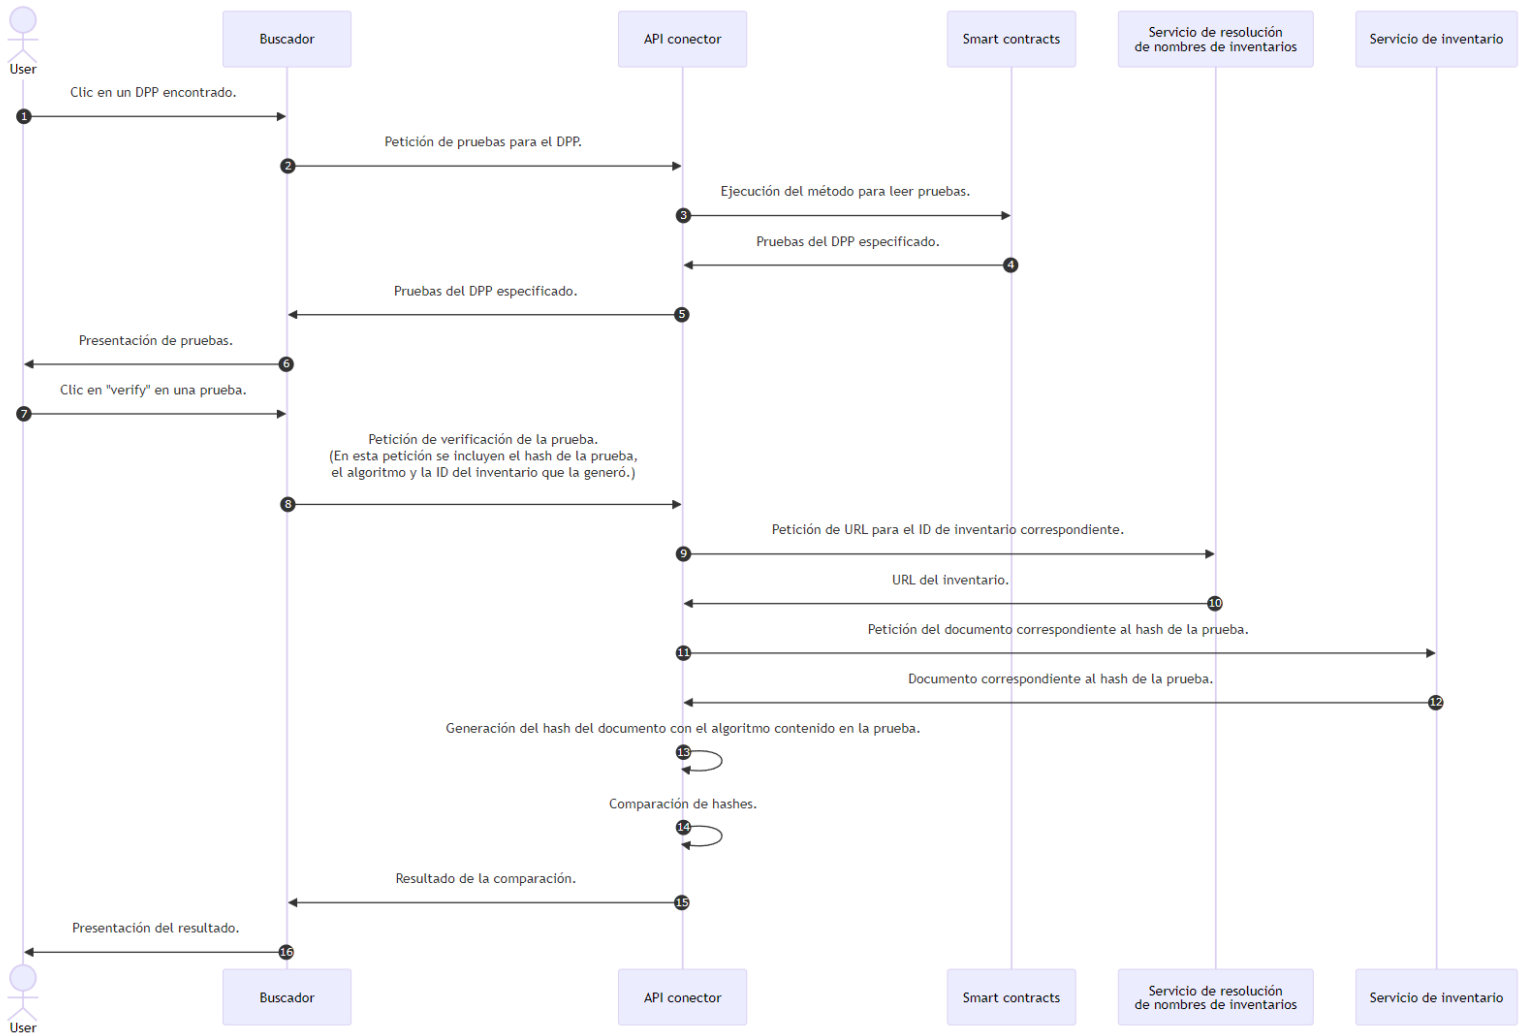 User
Buscador
API conector
Smart contracts
Servicio de resolución
de nombres de inventarios
Servicio de inventario
Clic en un DPP encontrado.
1
Petición de pruebas para el DPP.
2
Ejecución del método para leer pruebas.
3
Pruebas del DPP especificado.
4
Pruebas del DPP especificado.
5
Presentación de pruebas.
6
Clic en "verify" en una prueba.
7
Petición de verificación de la prueba.
(En esta petición se incluyen el hash de la prueba,
el algoritmo y la ID del inventario que la generó.)
8
Petición de URL para el ID de inventario correspondiente.
9
URL del inventario.
10
Petición del documento correspondiente al hash de la prueba.
11
Documento correspondiente al hash de la prueba.
12
Generación del hash del documento con el algoritmo contenido en la prueba.
13
Comparación de hashes.
14
Resultado de la comparación.
15
Presentación del resultado.
16
User
Buscador
API conector
Smart contracts
Servicio de resolución
de nombres de inventarios
Servicio de inventario